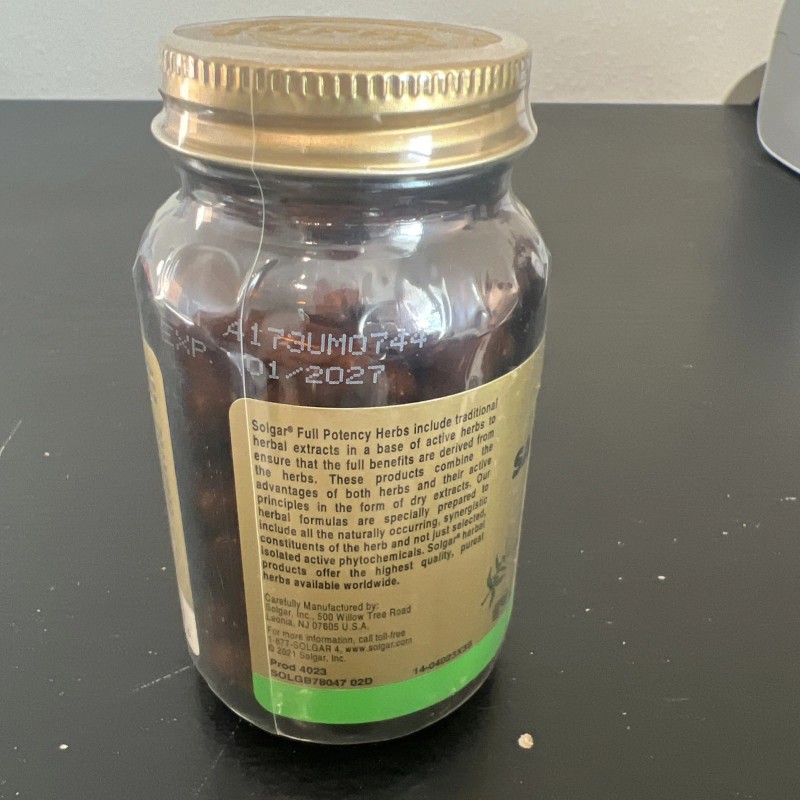 A173UM0744
EXP 01/2027
Solgar® Full Potency Herbs include traditional
herbal extracts in a base of active herbs to
ensure that the full benefits are derived from
the herbs. These products combine the
advantages of both herbs and their active
principles in the form of dry extracts. Our
herbal formulas are specially prepared to
include all the naturally occurring, synergistic
constituents of the herb and not just selected,
isolated active phytochemicals. Solgar® herbal
products offer the highest quality, purest
herbs available worldwide.
Carefully Manufactured by:
Solgar, Inc., 500 Willow Tree Road
Leonia, NJ 07605 U.S.A.
For more information, call toll-free
1-877-SOLGAR 4, www.solgar.com
© 2021 Solgar, Inc.
Prod 4023
SOLGB78047 02D